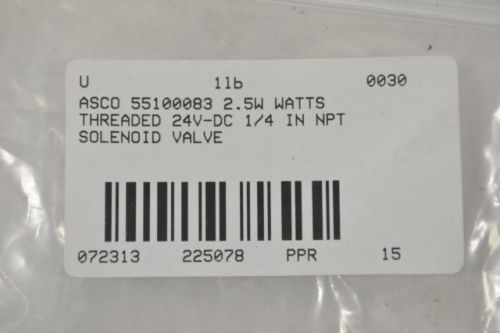 U 1lb 0030
ASCO 55100083 2.5W WATTS
THREADED 24V-DC 1/4 IN NPT
SOLENOID VALVE
072313 225078 PPR 15